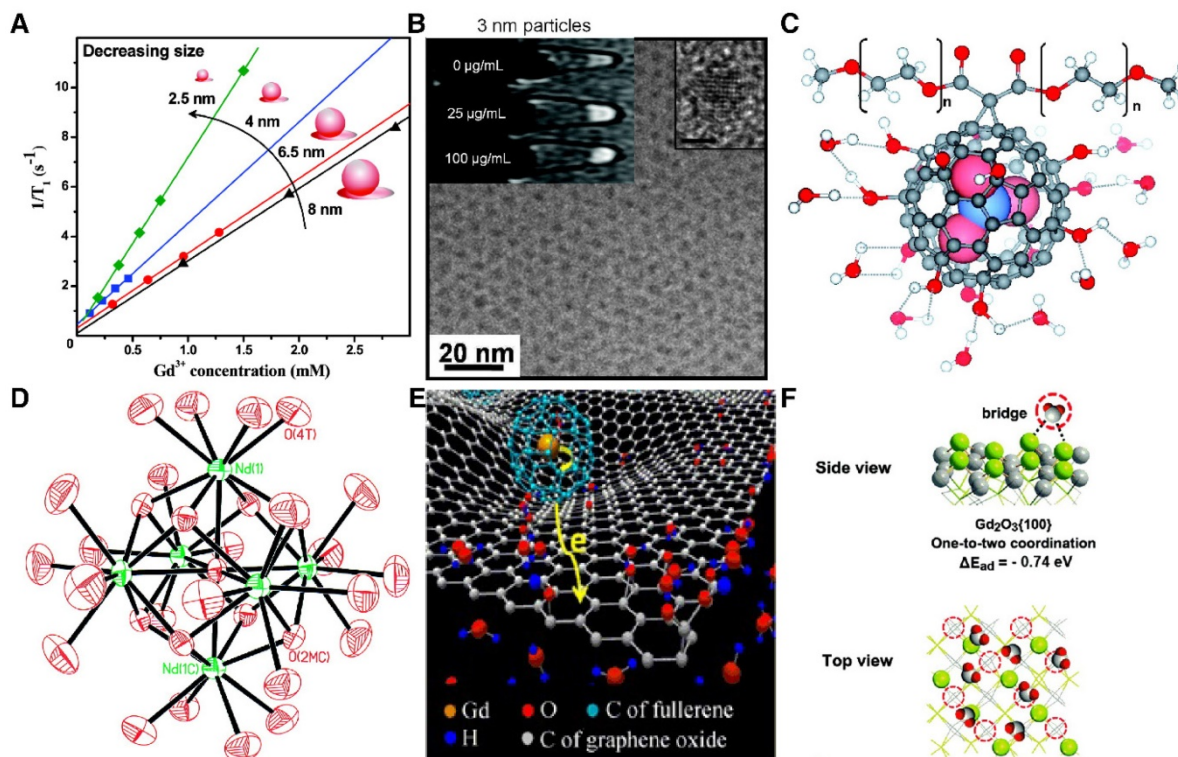 A
Decreasing size
2.5 nm
4 nm
6.5 nm
8 nm
1/T₁ (s⁻¹)
10
8
6
4
2
0.0 0.5 1.0 1.5 2.0 2.5
Gd³⁺ concentration (mM)
B
3 nm particles
0 µg/mL
25 µg/mL
100 µg/mL
20 nm
C
n
n
D
O(4T)
Nd(1)
O(2MC)
Nd(1C)
E
e
Gd O C of fullerene
H C of graphene oxide
F
bridge
Side view
Gd₂O₃{100}
One-to-two coordination
ΔEad = - 0.74 eV
Top view